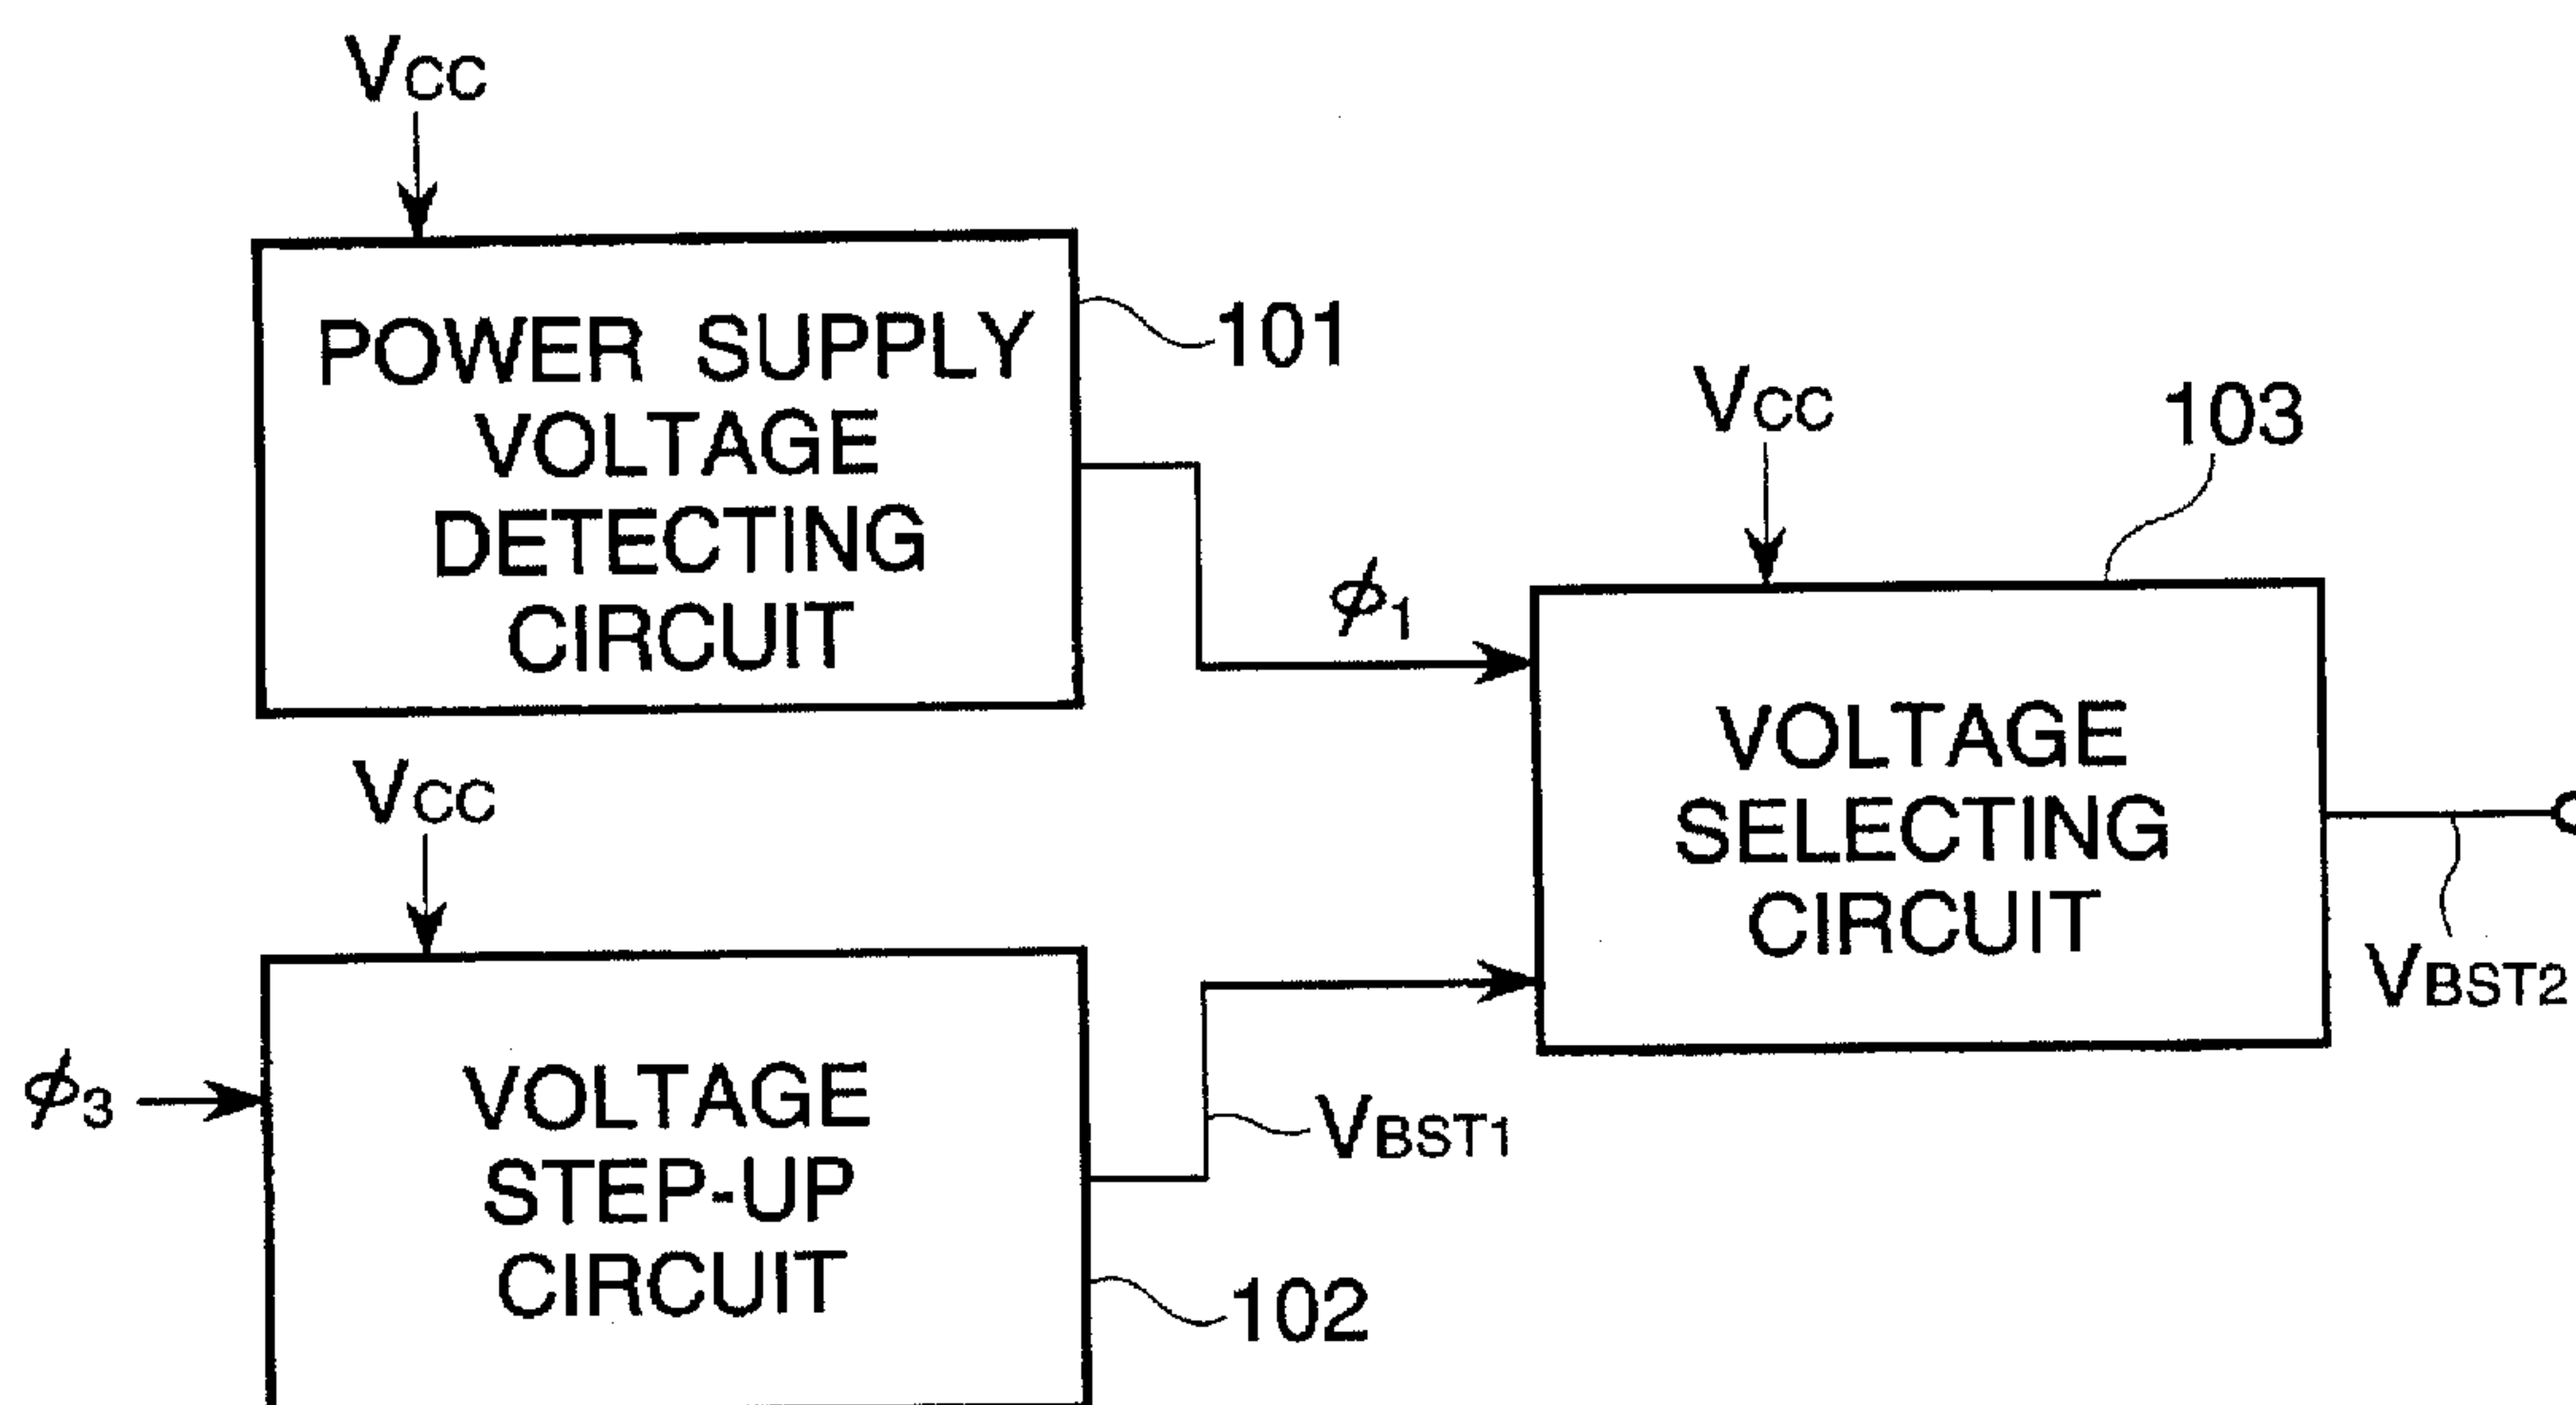 VCC
POWER SUPPLY
VOLTAGE
DETECTING
CIRCUIT
101
VCC
103
ϕ1
VOLTAGE
SELECTING
CIRCUIT
VBST2
VCC
ϕ3
VOLTAGE
STEP-UP
CIRCUIT
VBST1
102